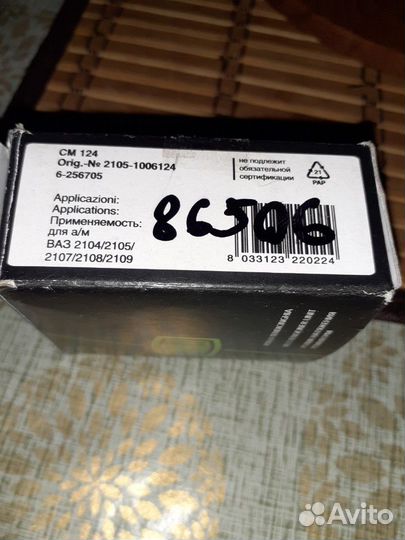 CM 124
Orig.-№ 2105-1006124
6-256705
не подлежит
обязательной
сертификации
21
PAP
Applicazioni:
Applications:
Применяемость:
для а/м
ВАЗ 2104/2105/
2107/2108/2109
86506
8 033123 220224
Avito